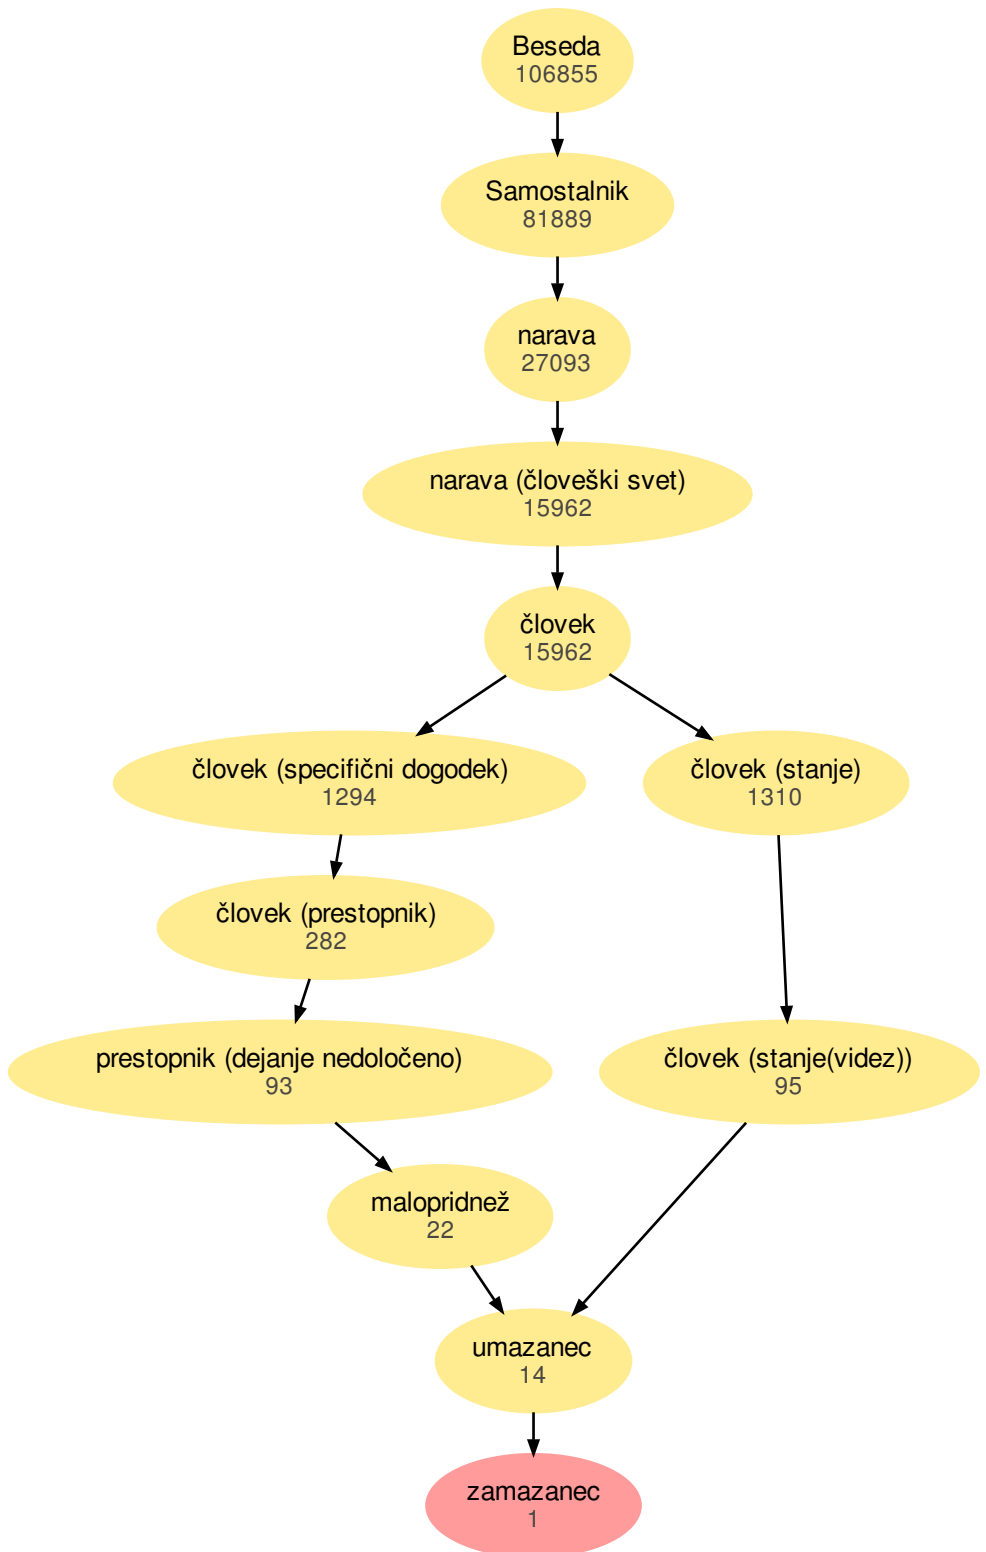 Beseda
106855
Samostalnik
81889
narava
27093
narava (človeški svet)
15962
človek
15962
človek (specifični dogodek)
1294
človek (stanje)
1310
človek (prestopnik)
282
prestopnik (dejanje nedoločeno)
93
človek (stanje(videz))
95
malopridnež
22
umazanec
14
zamazanec
1